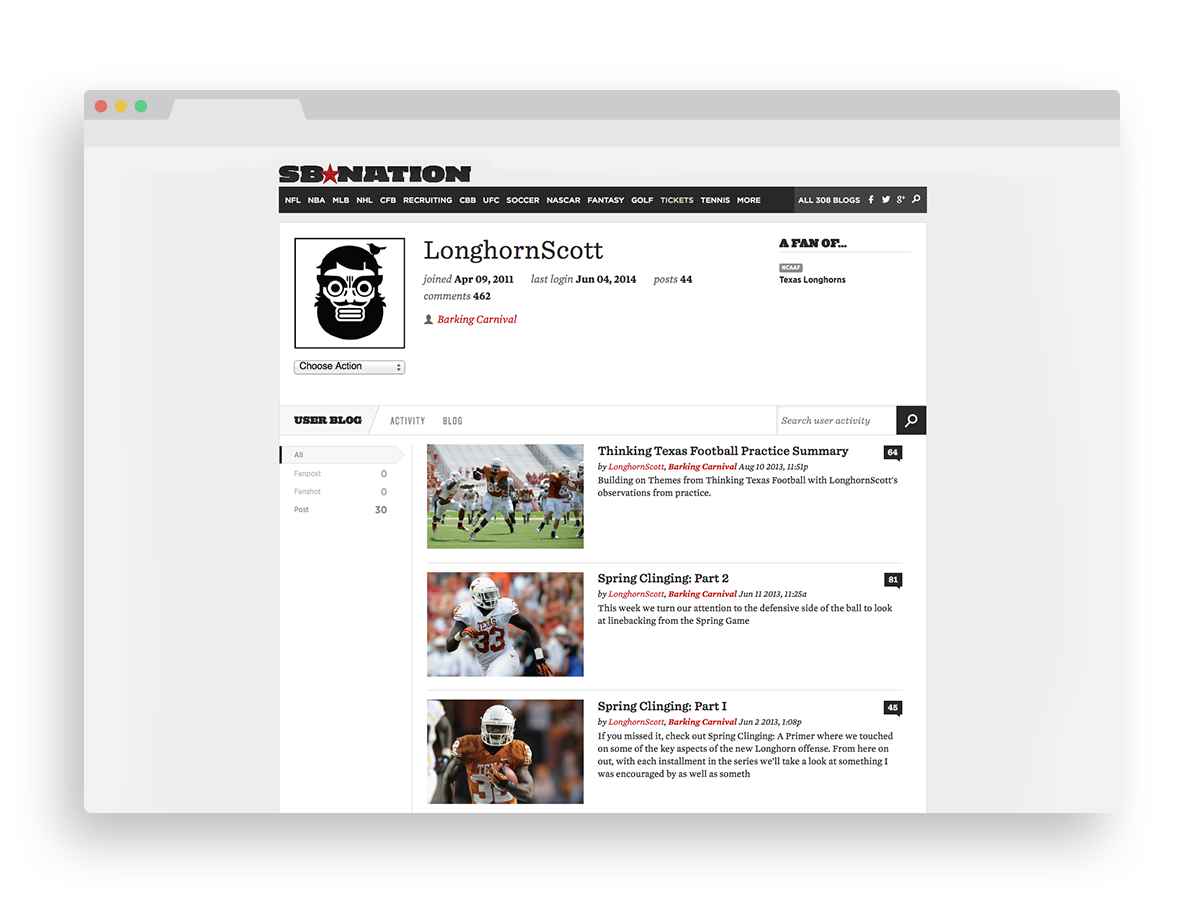 SB★NATION
NFL NBA MLB NHL CFB RECRUITING CBB UFC SOCCER NASCAR FANTASY GOLF TICKETS TENNIS MORE ALL 308 BLOGS
LonghornScott
joined Apr 09, 2011 last login Jun 04, 2014 posts 44
comments 462
Barking Carnival
Choose Action
A FAN OF...
NCAAF
Texas Longhorns
USER BLOG ACTIVITY BLOG Search user activity
All
Fanpost 0
Fanshot 0
Post 30
Thinking Texas Football Practice Summary 64
by LonghornScott, Barking Carnival Aug 10 2013, 11:51p
Building on Themes from Thinking Texas Football with LonghornScott's
observations from practice.
Spring Clinging: Part 2 81
by LonghornScott, Barking Carnival Jun 11 2013, 11:25a
This week we turn our attention to the defensive side of the ball to look
at linebacking from the Spring Game
TEXAS
33
Spring Clinging: Part I 45
by LonghornScott, Barking Carnival Jun 2 2013, 1:08p
If you missed it, check out Spring Clinging: A Primer where we touched
on some of the key aspects of the new Longhorn offense. From here on
out, with each installment in the series we'll take a look at something I
was encouraged by as well as someth